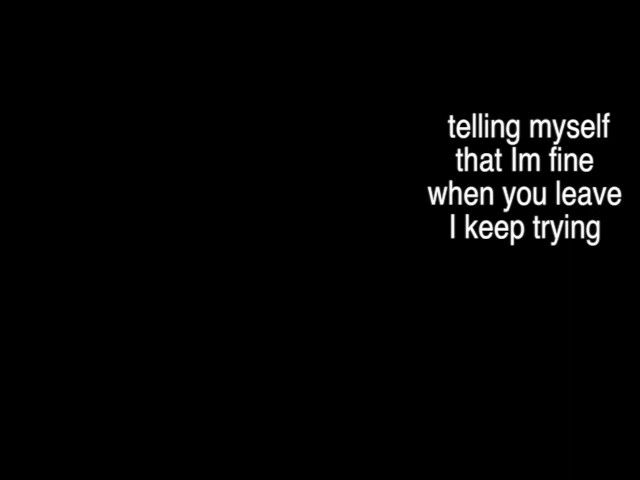 telling myself
that Im fine
when you leave
I keep trying